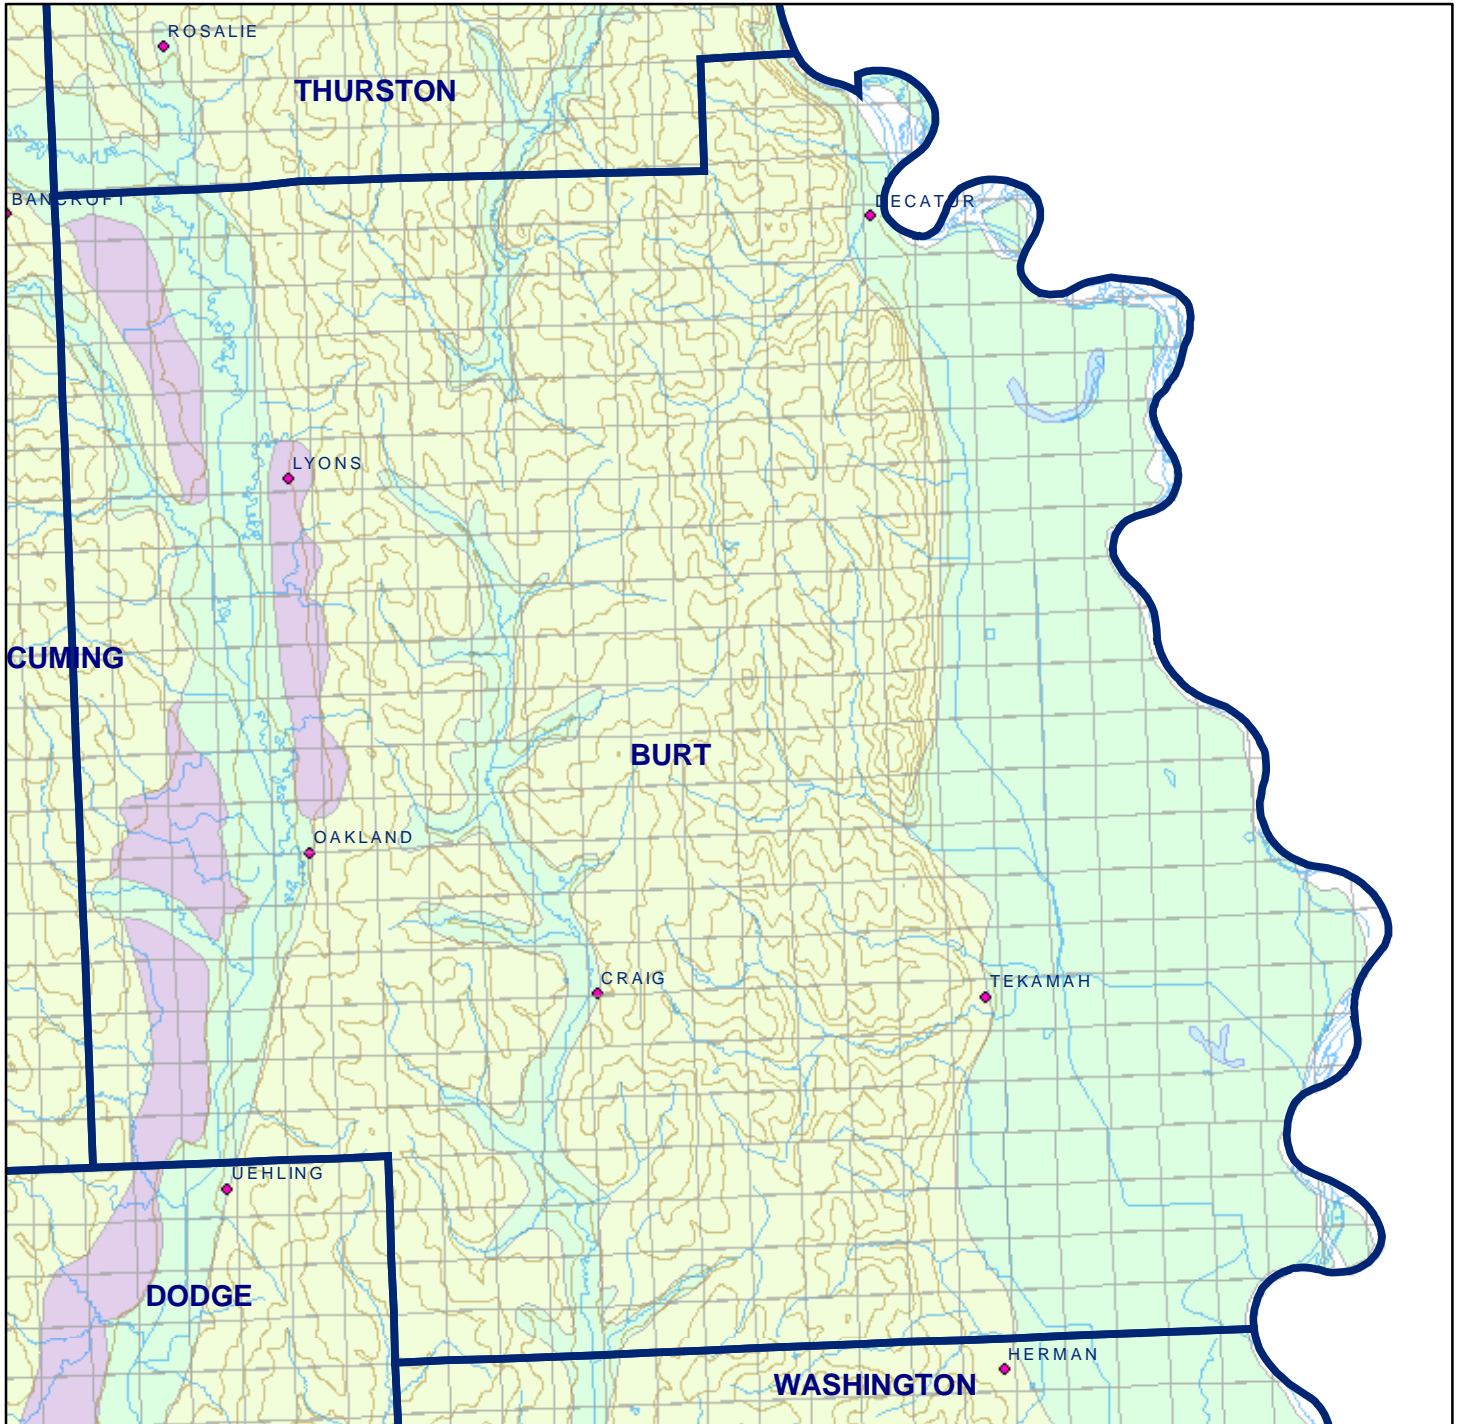 ROSALIE
THURSTON
BANCROFT
DECATUR
LYONS
CUMING
BURT
OAKLAND
CRAIG
TEKAMAH
UEHLING
DODGE
HERMAN
WASHINGTON